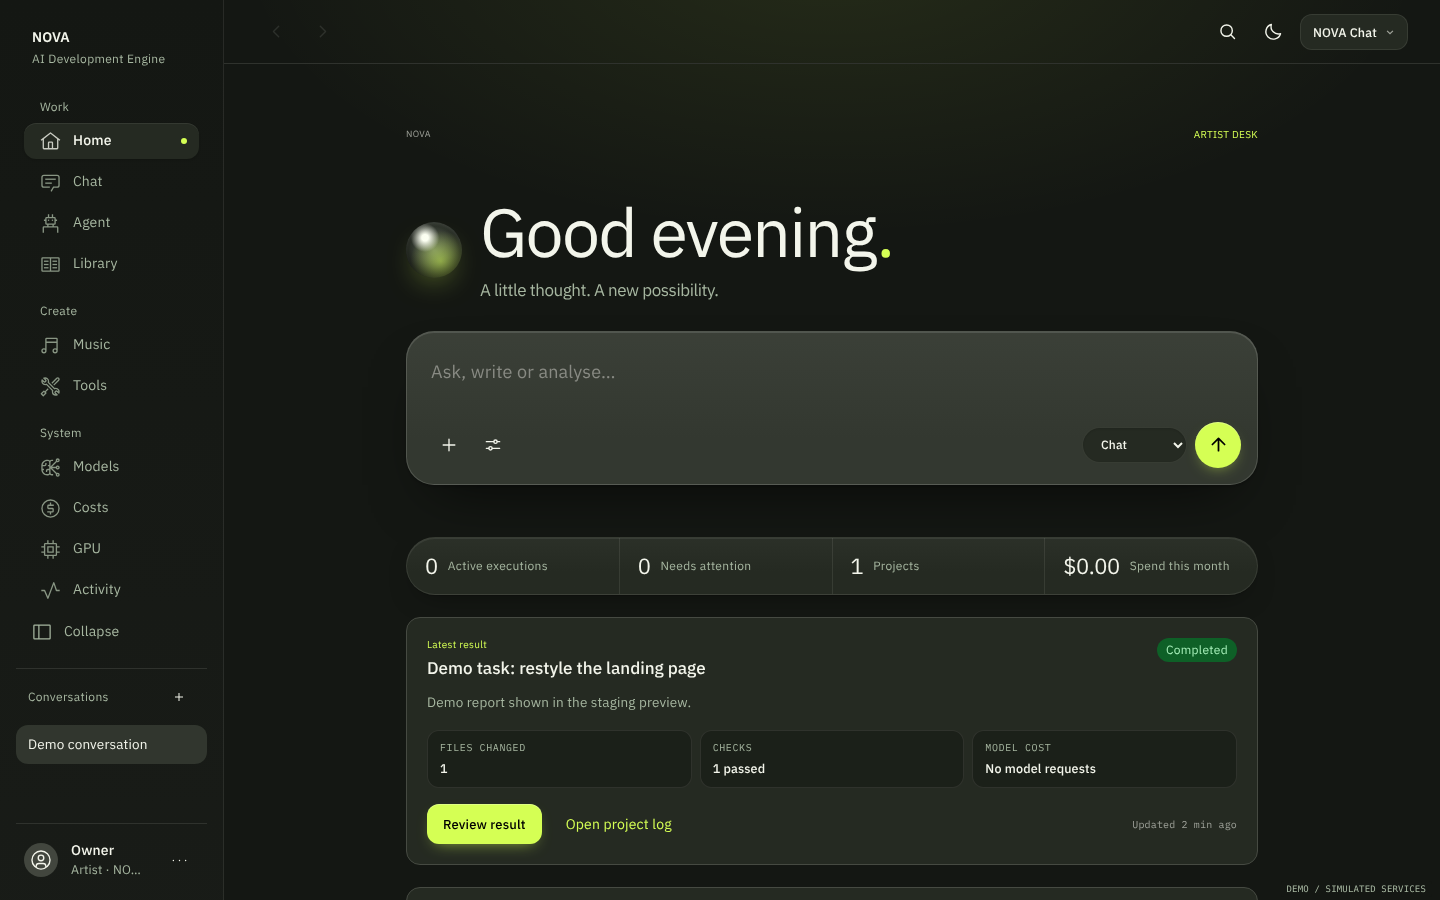 NOVA
AI Development Engine
Work
Home
Chat
Agent
Library
Create
Music
Tools
System
Models
Costs
GPU
Activity
Collapse
Conversations
+
Demo conversation
Owner
Artist · NO...
...
NOVA Chat
NOVA
ARTIST DESK
Good evening.
A little thought. A new possibility.
Ask, write or analyse...
Chat
0 Active executions
0 Needs attention
1 Projects
$0.00 Spend this month
Latest result
Completed
Demo task: restyle the landing page
Demo report shown in the staging preview.
FILES CHANGED
1
CHECKS
1 passed
MODEL COST
No model requests
Review result
Open project log
Updated 2 min ago
DEMO / SIMULATED SERVICES